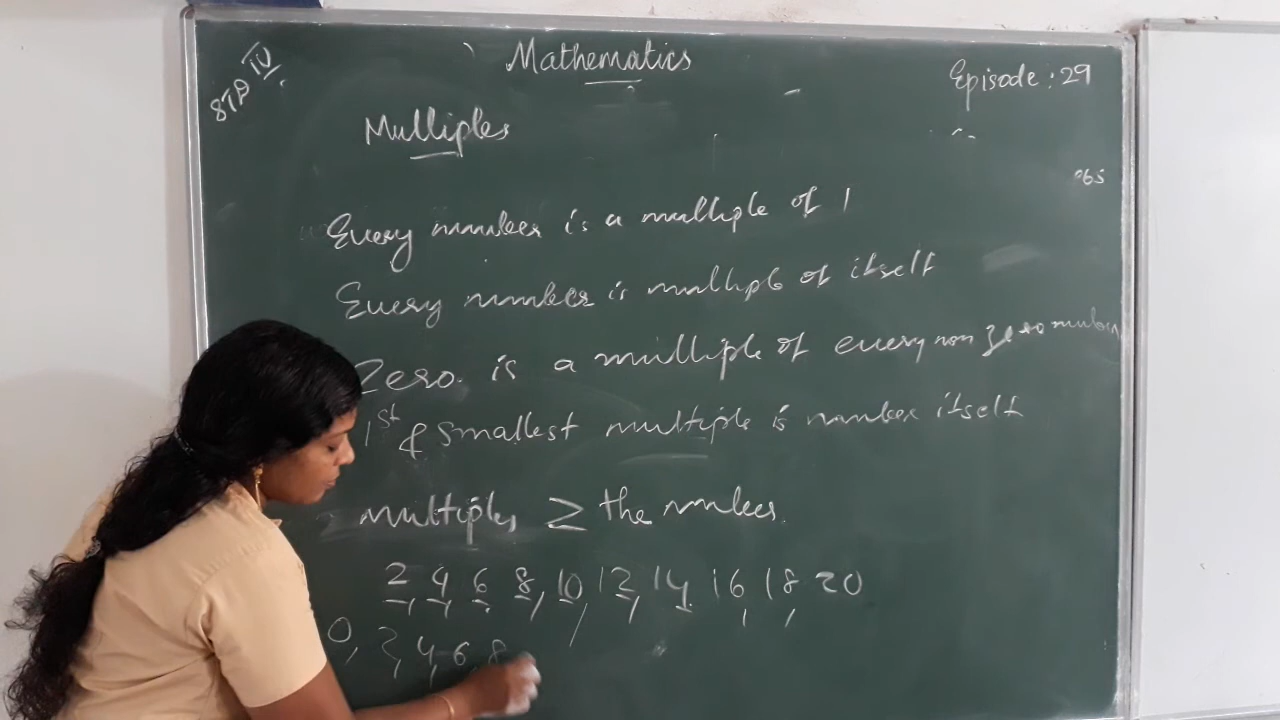 STD IV.
Mathematics
Episode : 29
Multiples
Every number is a multiple of 1
Every number is multiple of itself
Zero is a multiple of every non zero number
1st & smallest multiple is number itself
multiples ≥ the number.
2, 4, 6, 8, 10, 12, 14, 16, 18, 20
0, 2, 4, 6, 8